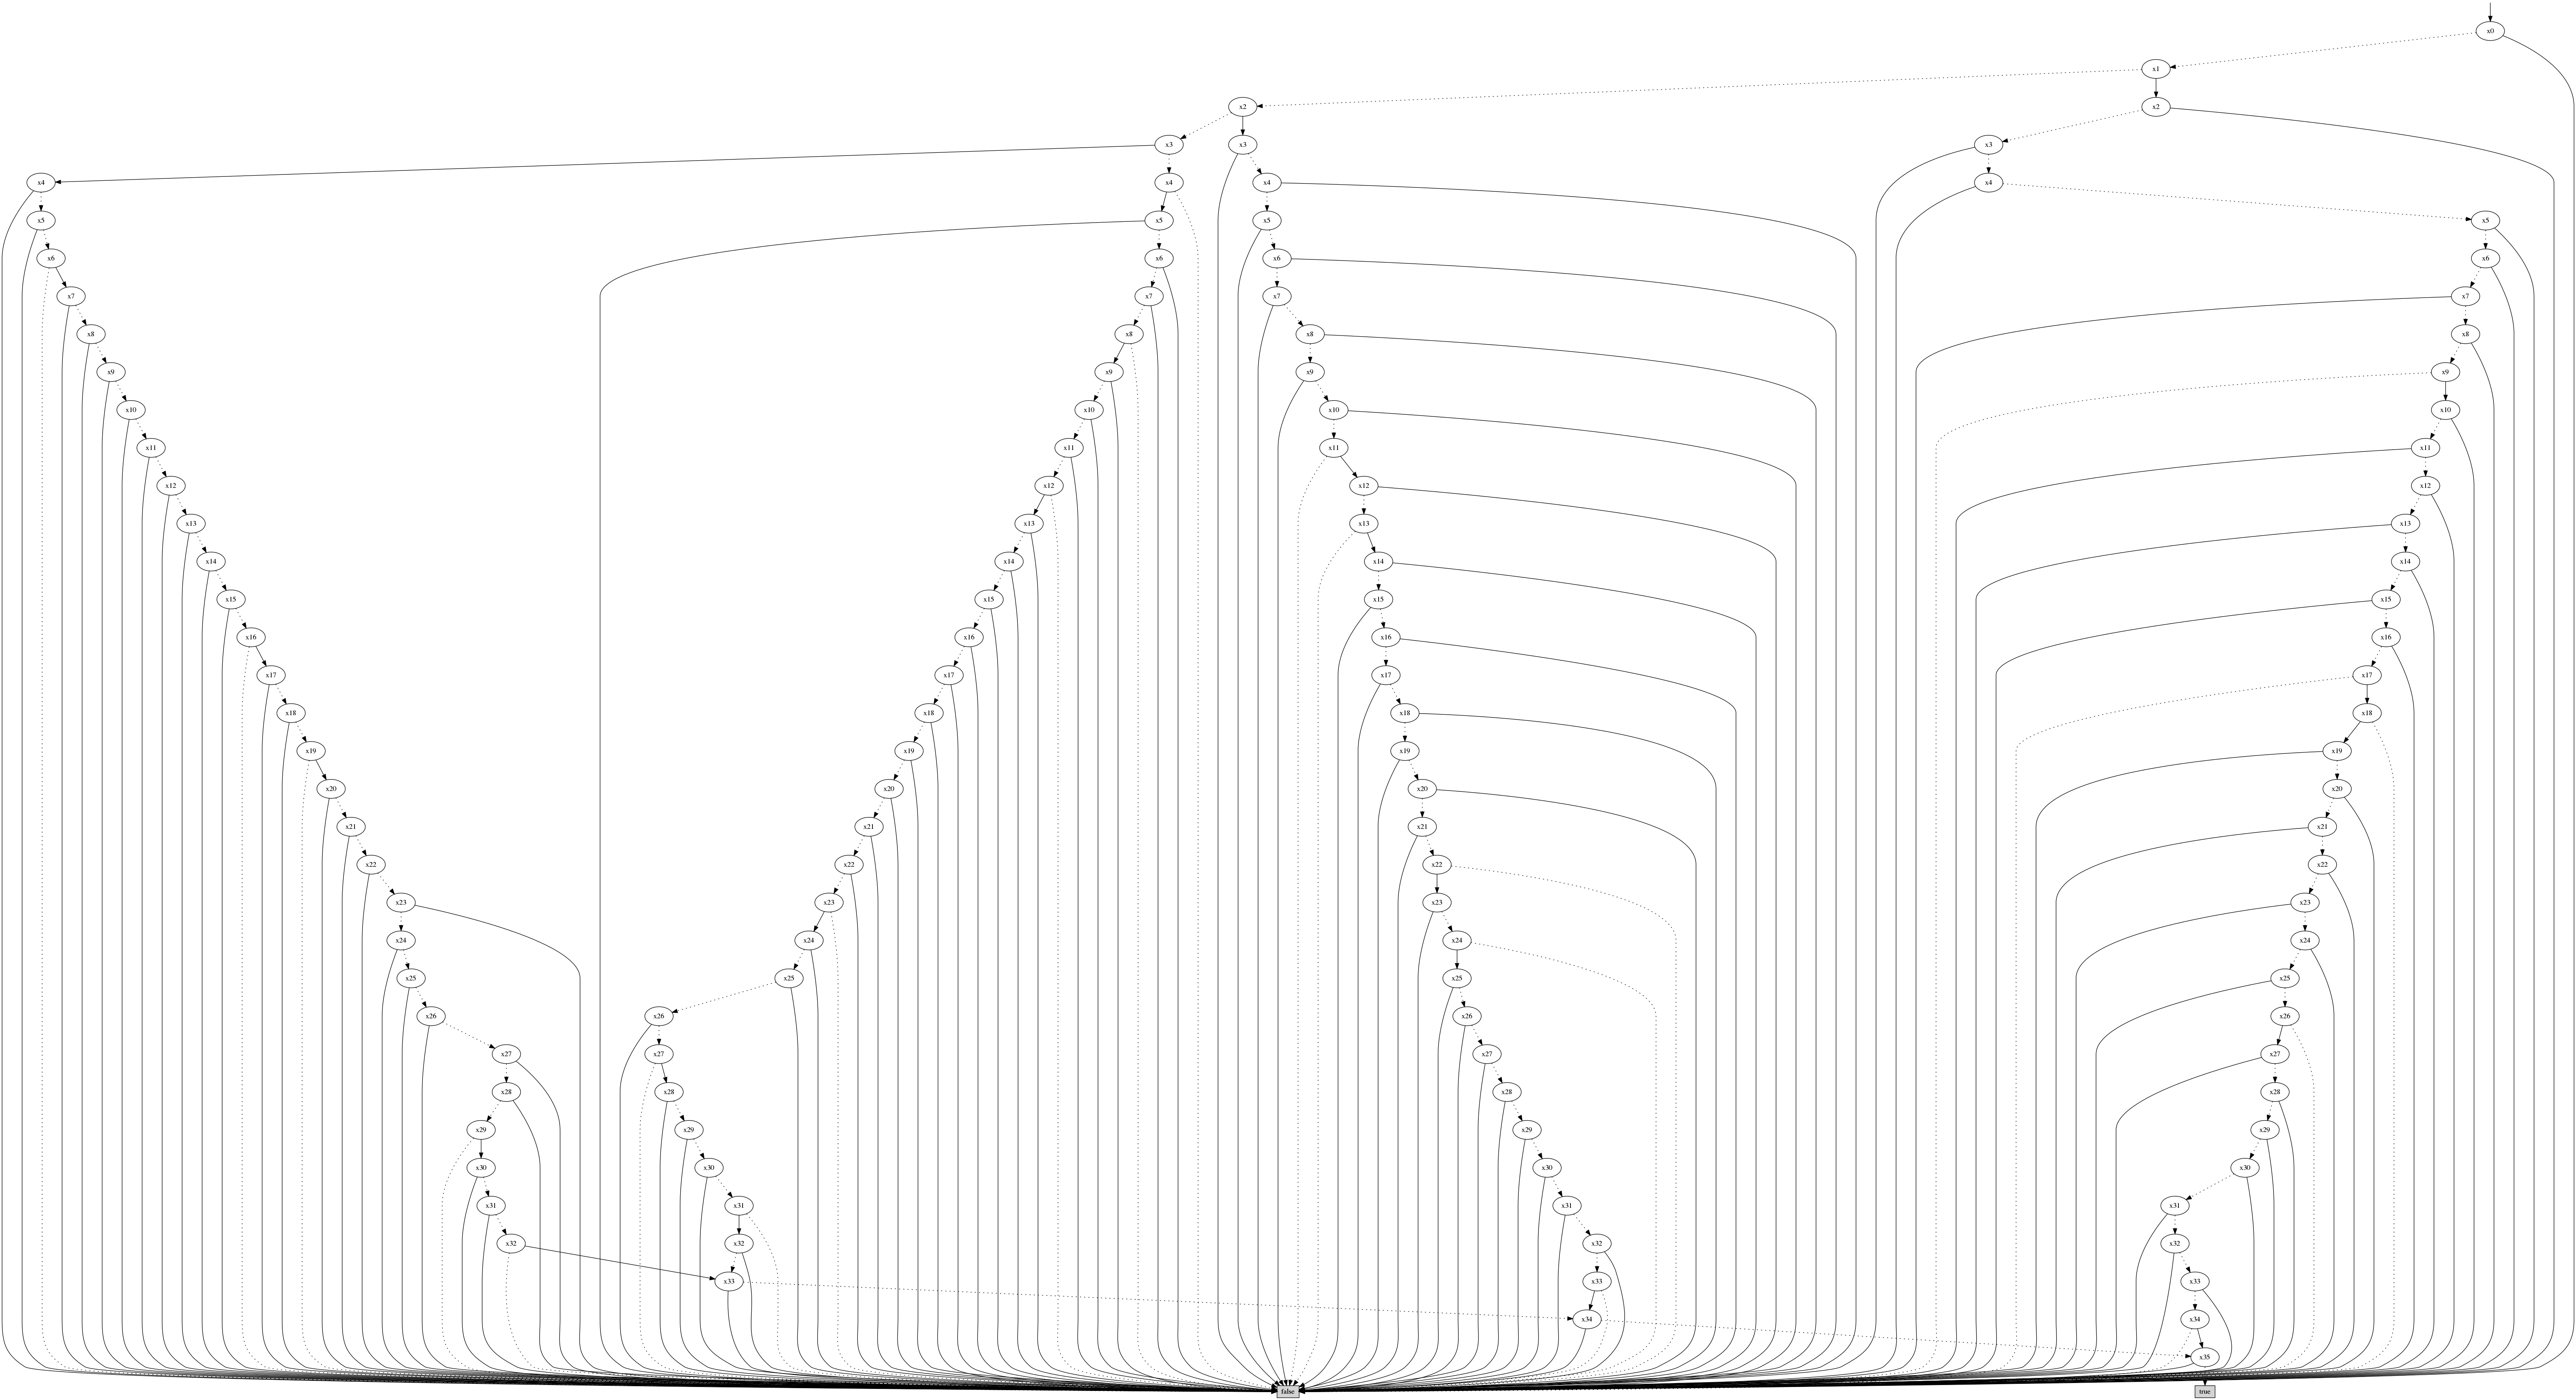 x0
x1
x2 x2
x3 x3 x3
x4 x4 x4 x4
x5 x5 x5 x5
x6 x6 x6 x6
x7 x7 x7 x7
x8 x8 x8 x8
x9 x9 x9 x9
x10 x10 x10 x10
x11 x11 x11 x11
x12 x12 x12 x12
x13 x13 x13 x13
x14 x14 x14 x14
x15 x15 x15 x15
x16 x16 x16 x16
x17 x17 x17 x17
x18 x18 x18 x18
x19 x19 x19 x19
x20 x20 x20 x20
x21 x21 x21 x21
x22 x22 x22 x22
x23 x23 x23 x23
x24 x24 x24 x24
x25 x25 x25 x25
x26 x26 x26 x26
x27 x27 x27 x27
x28 x28 x28 x28
x29 x29 x29 x29
x30 x30 x30 x30
x31 x31 x31 x31
x32 x32 x32 x32
x33 x33 x33
x34 x34
x35
false true